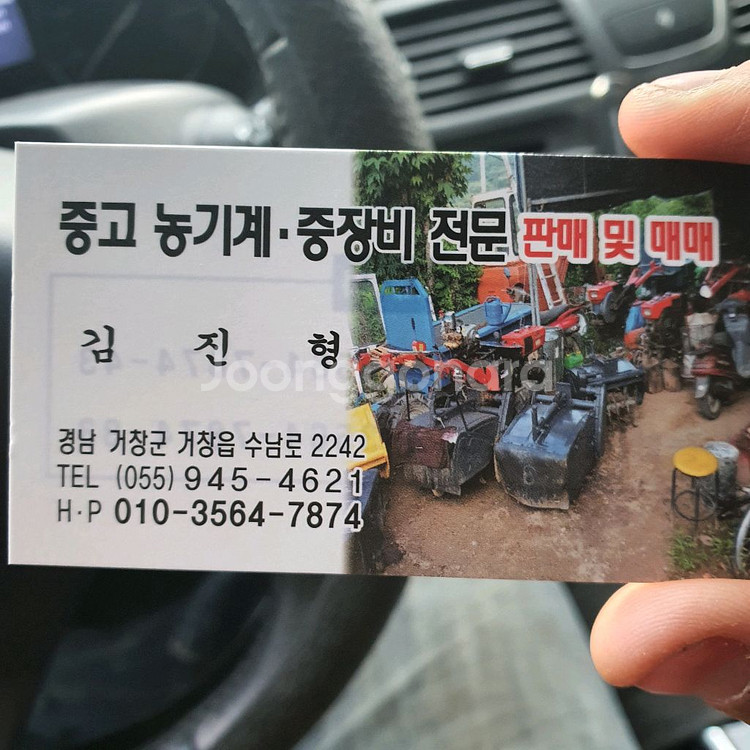 중고 농기계·중장비 전문 판매 및 매매
김 진 형
Joonggonara
경남 거창군 거창읍 수남로 2242
TEL (055) 945-4621
H·P 010-3564-7874